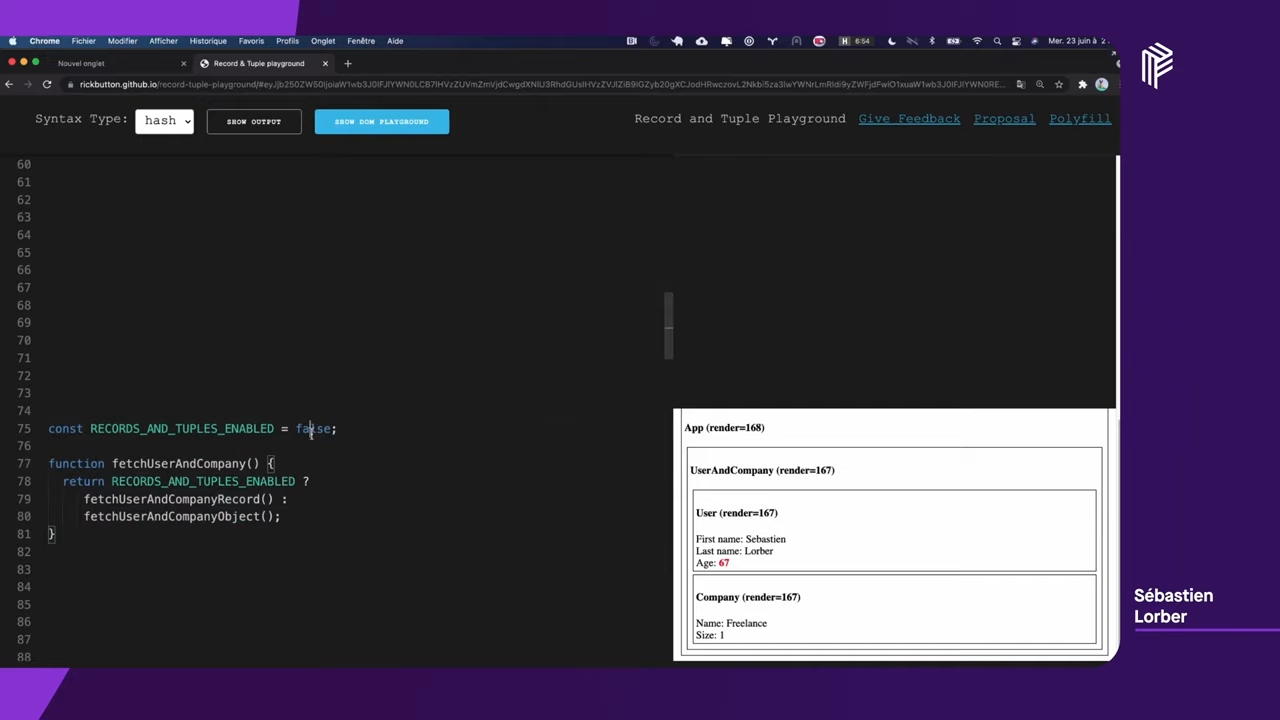 Chrome Fichier Modifier Afficher Historique Favoris Profils Onglet Aide
H 6:54
Mer. 23 juin à 2
Nouvel onglet
Record & Tuple playground
Syntax Type: hash
SHOW OUTPUT
SHOW DOM PLAYGROUND
Record and Tuple Playground Give Feedback Proposal Polyfill
60
61
62
63
64
65
66
67
68
69
70
71
72
73
74
75 const RECORDS_AND_TUPLES_ENABLED = false;
76
77 function fetchUserAndCompany() {
78 return RECORDS_AND_TUPLES_ENABLED ?
79 fetchUserAndCompanyRecord() :
80 fetchUserAndCompanyObject();
81 }
82
83
84
85
86
87
88
App (render=168)
UserAndCompany (render=167)
User (render=167)
First name: Sebastien
Last name: Lorber
Age: 67
Company (render=167)
Name: Freelance
Size: 1
Sébastien
Lorber